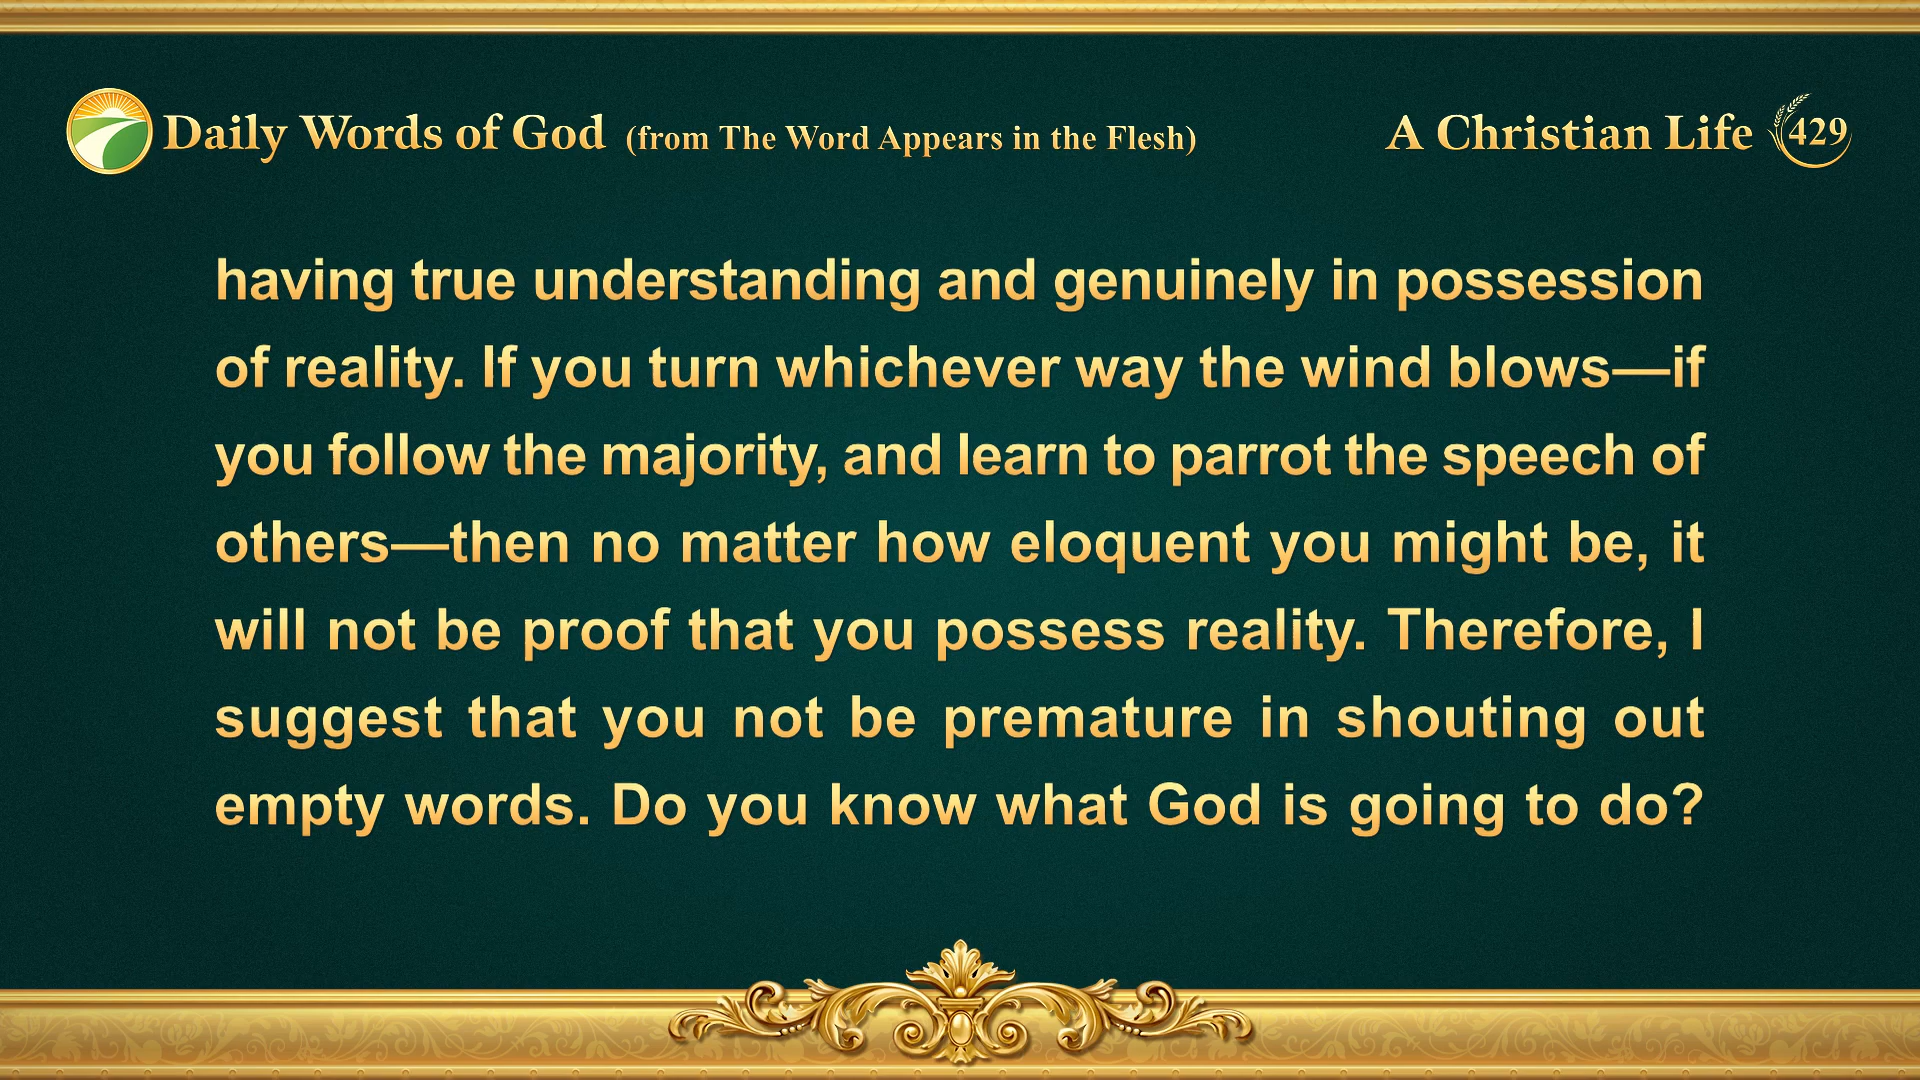 Daily Words of God (from The Word Appears in the Flesh) A Christian Life 429
having true understanding and genuinely in possession
of reality. If you turn whichever way the wind blows—if
you follow the majority, and learn to parrot the speech of
others—then no matter how eloquent you might be, it
will not be proof that you possess reality. Therefore, I
suggest that you not be premature in shouting out
empty words. Do you know what God is going to do?